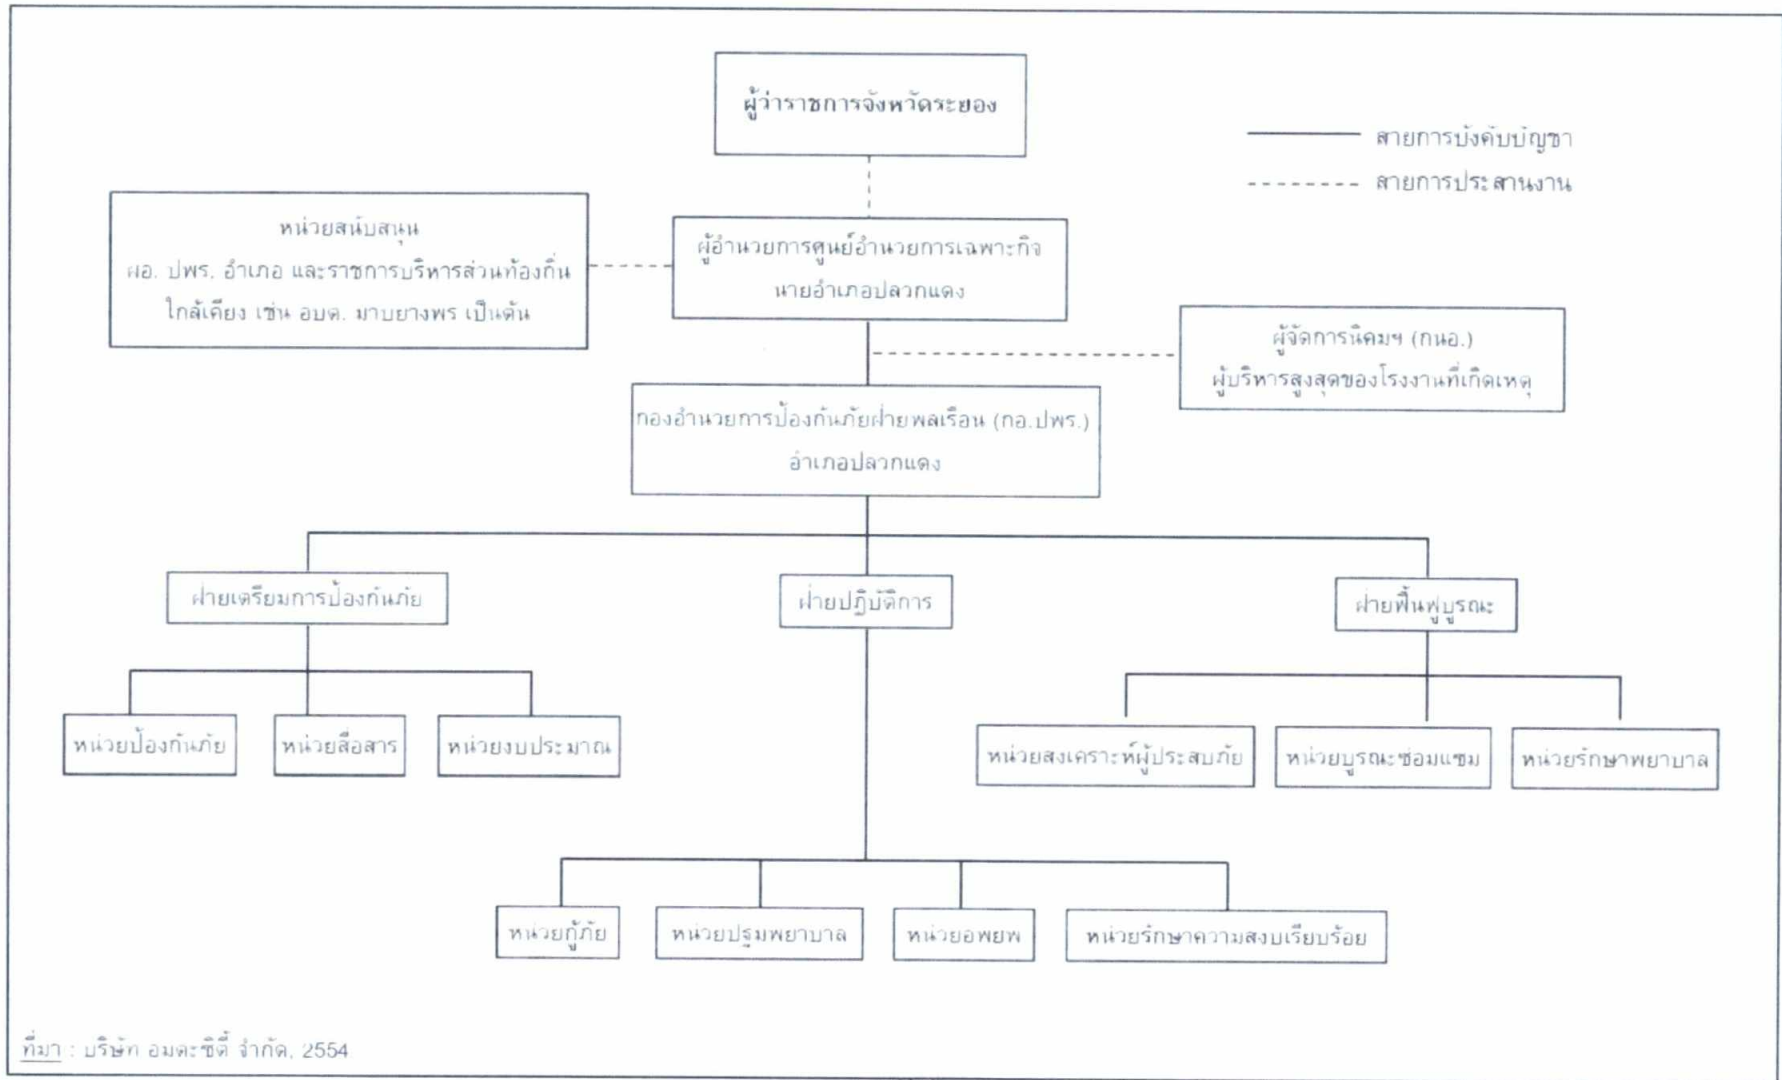 ผู้ว่าราชการจังหวัดระยอง
สายการบังคับบัญชา
สายการประสานงาน
หน่วยสนับสนุน
ผอ. ปพร. อำเภอ และราชการบริหารส่วนท้องถิ่น
ใกล้เคียง เช่น อบต. มาบยางพร เป็นต้น
ผู้อำนวยการศูนย์อำนวยการเฉพาะกิจ
นายอำเภอปลวกแดง
ผู้จัดการนิคมฯ (กนอ.)
ผู้บริหารสูงสุดของโรงงานที่เกิดเหตุ
กองอำนวยการป้องกันภัยฝ่ายพลเรือน (กอ.ปพร.)
อำเภอปลวกแดง
ฝ่ายเตรียมการป้องกันภัย
ฝ่ายปฏิบัติการ
ฝ่ายฟื้นฟูบูรณะ
หน่วยป้องกันภัย
หน่วยสื่อสาร
หน่วยงบประมาณ
หน่วยสงเคราะห์ผู้ประสบภัย
หน่วยบูรณะซ่อมแซม
หน่วยรักษาพยาบาล
หน่วยกู้ภัย
หน่วยปฐมพยาบาล
หน่วยอพยพ
หน่วยรักษาความสงบเรียบร้อย
ที่มา : บริษัท อมตะซิตี้ จำกัด, 2554